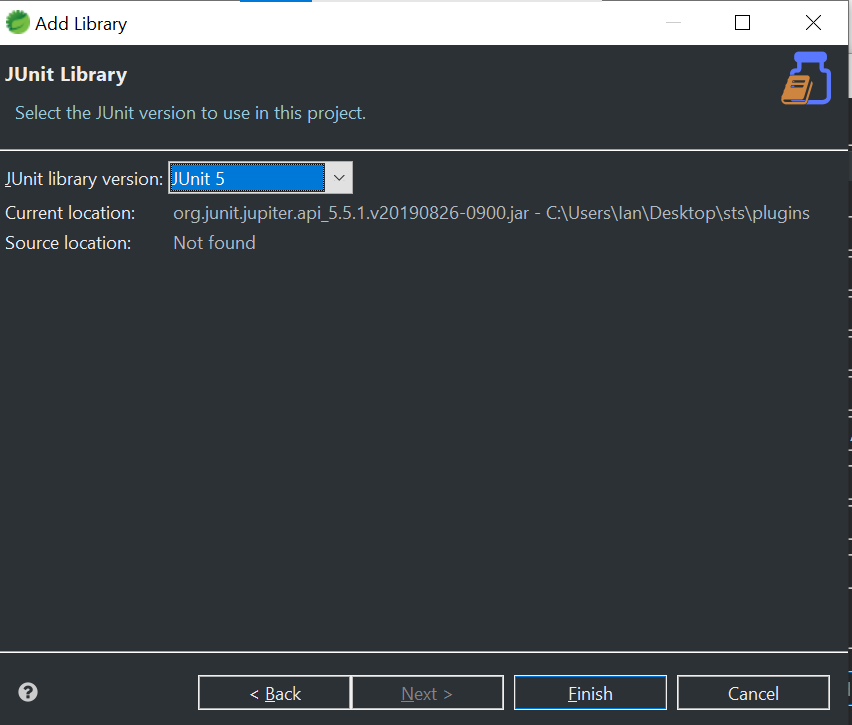 Add Library
JUnit Library
Select the JUnit version to use in this project.
JUnit library version: JUnit 5
Current location: org.junit.jupiter.api_5.5.1.v20190826-0900.jar - C:\Users\Ian\Desktop\sts\plugins
Source location: Not found
? < Back Next > Finish Cancel